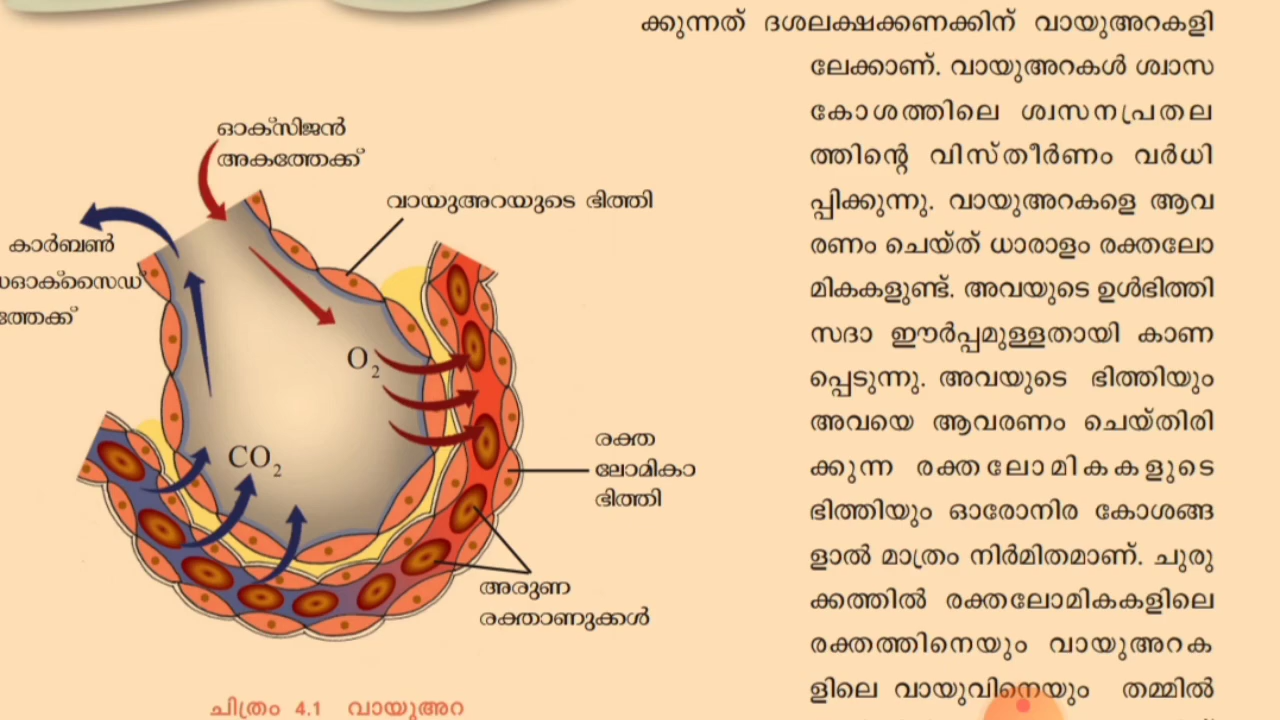 ക്കുന്നത് ദശലക്ഷക്കണക്കിന് വായുഅറകളി
ലേക്കാണ്. വായുഅറകൾ ശ്വാസ
കോശത്തിലെ ശ്വസനപ്രതല
ത്തിന്റെ വിസ്തീർണം വർധി
പ്പിക്കുന്നു. വായുഅറകളെ ആവ
രണം ചെയ്ത് ധാരാളം രക്തലോ
മികകളുണ്ട്. അവയുടെ ഉൾഭിത്തി
സദാ ഈർപ്പമുള്ളതായി കാണ
പ്പെടുന്നു. അവയുടെ ഭിത്തിയും
അവയെ ആവരണം ചെയ്തിരി
ക്കുന്ന രക്തലോമികകളുടെ
ഭിത്തിയും ഓരോനിര കോശങ്ങ
ളാൽ മാത്രം നിർമിതമാണ്. ചുരു
ക്കത്തിൽ രക്തലോമികകളിലെ
രക്തത്തിനെയും വായുഅറക
ളിലെ വായുവിനെയും തമ്മിൽ
ഓക്സിജൻ
അകത്തേക്ക്
വായുഅറയുടെ ഭിത്തി
കാർബൺ
O₂
CO₂
രക്ത
ലോമികാ
ഭിത്തി
അരുണ
രക്താണുക്കൾ
ചിത്രം 4.1 വായുഅറ